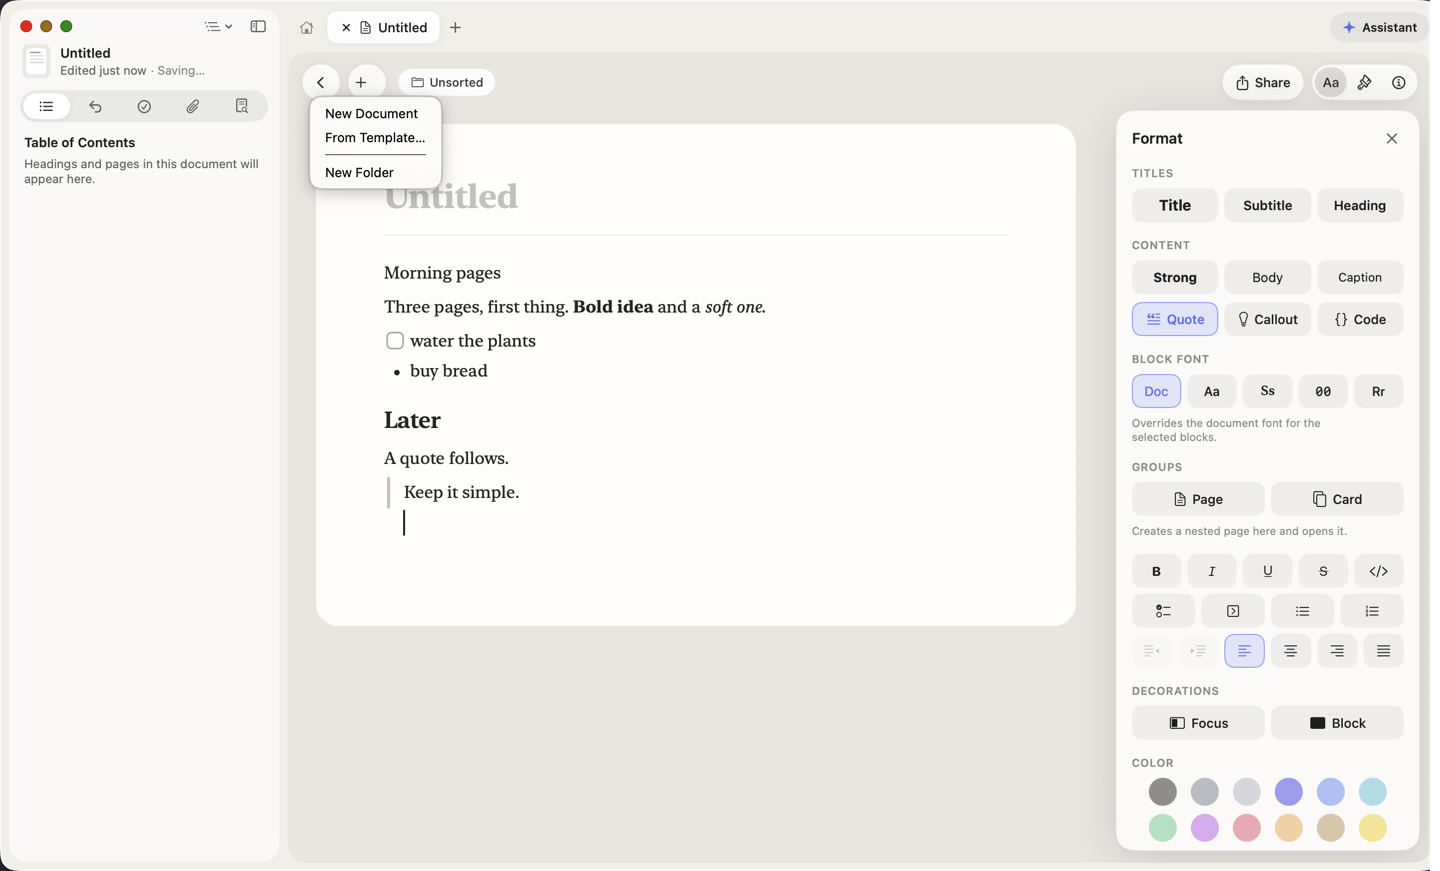 Untitled
Assistant
Untitled
Edited just now · Saving...
Unsorted
Share
Aa
New Document
From Template...
New Folder
Table of Contents
Headings and pages in this document will
appear here.
Untitled
Morning pages
Three pages, first thing. Bold idea and a soft one.
water the plants
• buy bread
Later
A quote follows.
Keep it simple.
Format
TITLES
Title
Subtitle
Heading
CONTENT
Strong
Body
Caption
Quote
Callout
{} Code
BLOCK FONT
Doc
Aa
Ss
00
Rr
Overrides the document font for the
selected blocks.
GROUPS
Page
Card
Creates a nested page here and opens it.
B
I
U
S
</>
DECORATIONS
Focus
Block
COLOR